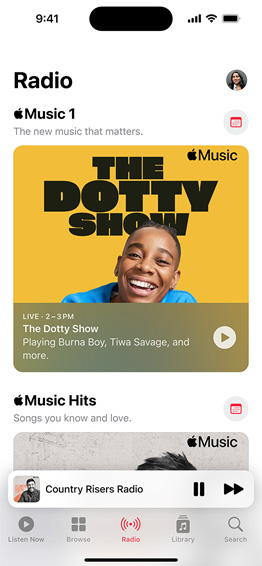 9:41
Radio
Music 1
The new music that matters.
Music
THE
DOTTY
SHOW
LIVE · 2–3 PM
The Dotty Show
Playing Burna Boy, Tiwa Savage, and
more.
Music Hits
Songs you know and love.
Music
Country Risers Radio
Listen Now Browse Radio Library Search